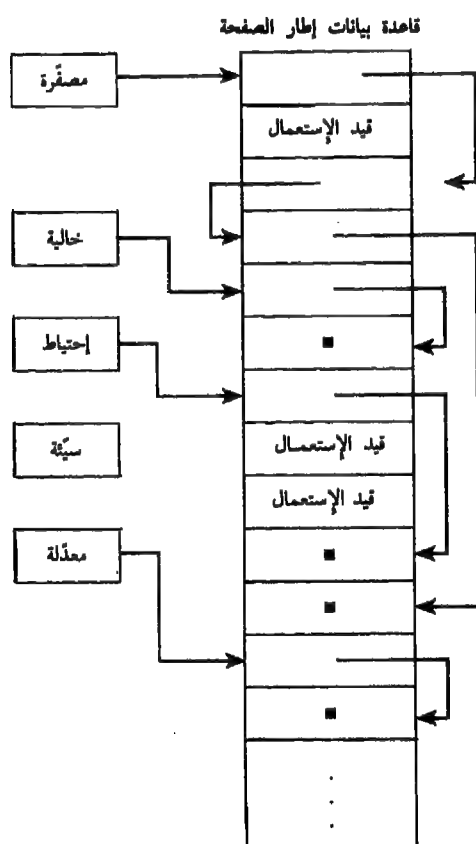 قاعدة بيانات إطار الصفحة
مصفّرة
قيد الإستعمال
خالية
إحتياط
قيد الإستعمال
سيّئة
قيد الإستعمال
معدّلة